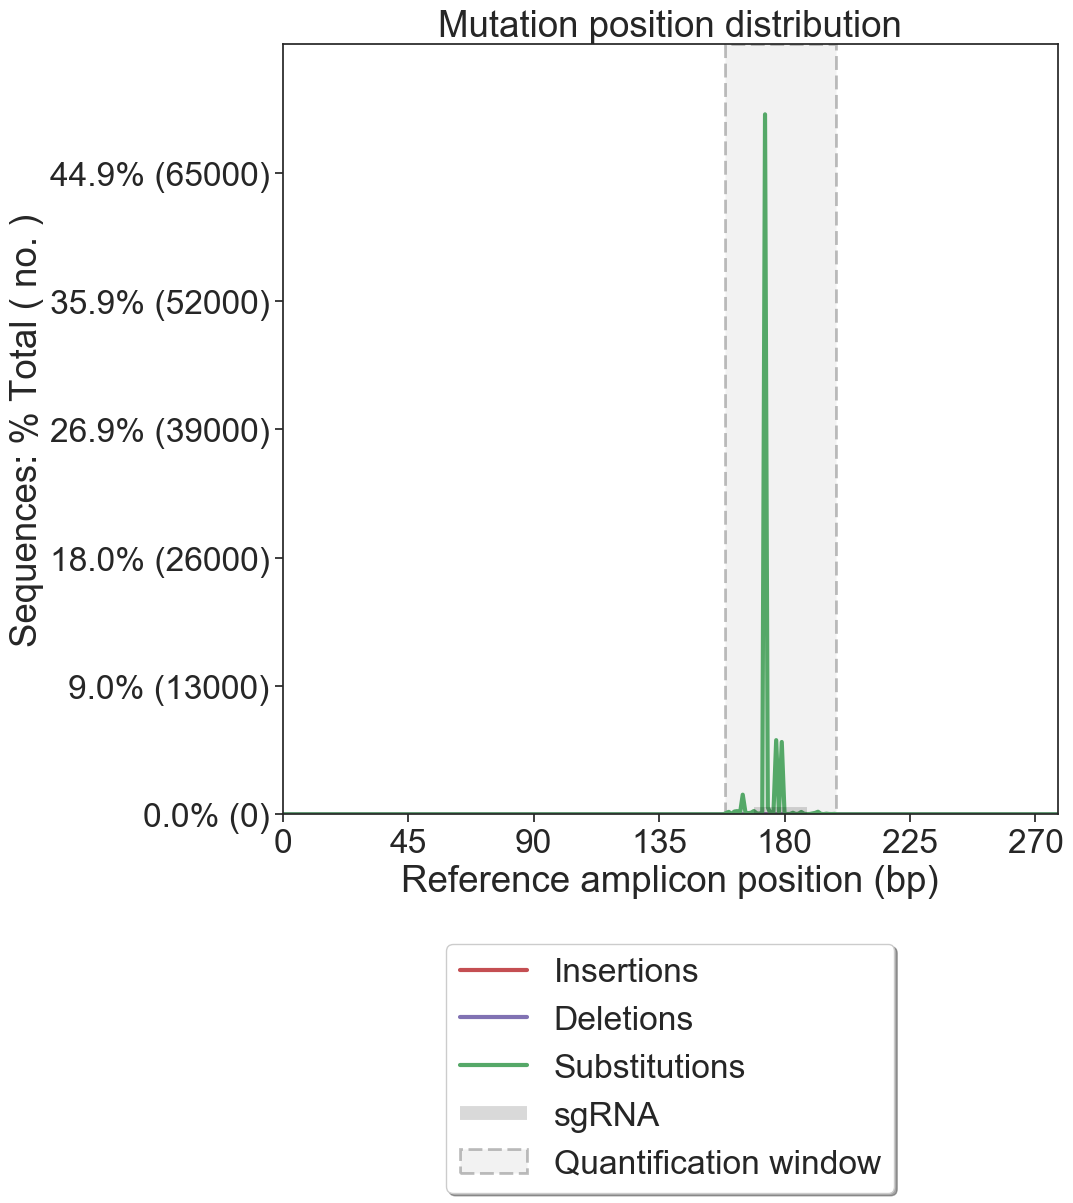 Mutation position distribution
Sequences: % Total ( no. )
44.9% (65000)
35.9% (52000)
26.9% (39000)
18.0% (26000)
9.0% (13000)
0.0% (0)
0 45 90 135 180 225 270
Reference amplicon position (bp)
Insertions
Deletions
Substitutions
sgRNA
Quantification window